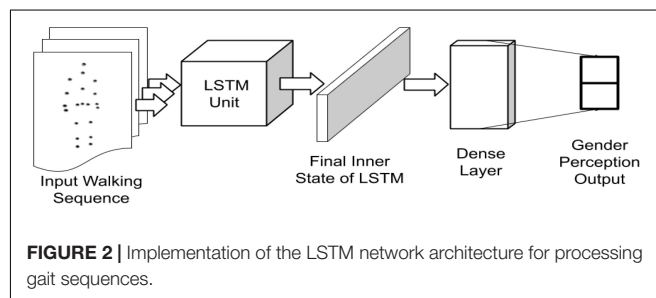 LSTM
Unit
Input Walking
Sequence
Final Inner
State of LSTM
Dense
Layer
Gender
Perception
Output
FIGURE 2 | Implementation of the LSTM network architecture for processing
gait sequences.